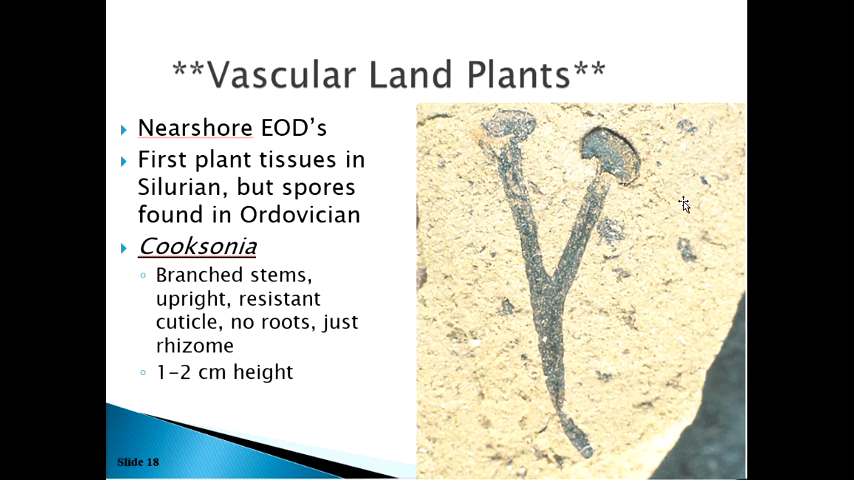 **Vascular Land Plants**
Nearshore EOD’s
First plant tissues in
Silurian, but spores
found in Ordovician
Cooksonia
Branched stems,
upright, resistant
cuticle, no roots, just
rhizome
1-2 cm height
Slide 18